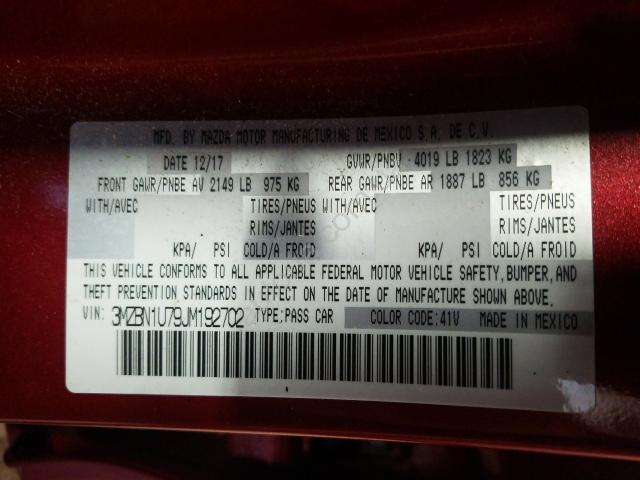 MFD. BY MAZDA MOTOR MANUFACTURING DE MEXICO S.A. DE C.V.
DATE 12/17 GVWR/PNBV - 4019 LB 1823 KG
FRONT GAWR/PNBE AV 2149 LB 975 KG REAR GAWR/PNBE AR 1887 LB 856 KG
WITH/AVEC TIRES/PNEUS WITH/AVEC TIRES/PNEUS
RIMS/JANTES RIMS/JANTES
KPA/ PSI COLD/A FROID KPA/ PSI COLD/A FROID
THIS VEHICLE CONFORMS TO ALL APPLICABLE FEDERAL MOTOR VEHICLE SAFETY, BUMPER, AND
THEFT PREVENTION STANDARDS IN EFFECT ON THE DATE OF MANUFACTURE SHOWN ABOVE.
VIN: 3MZBN1U79JM192702 TYPE:PASS CAR COLOR CODE:41V MADE IN MEXICO